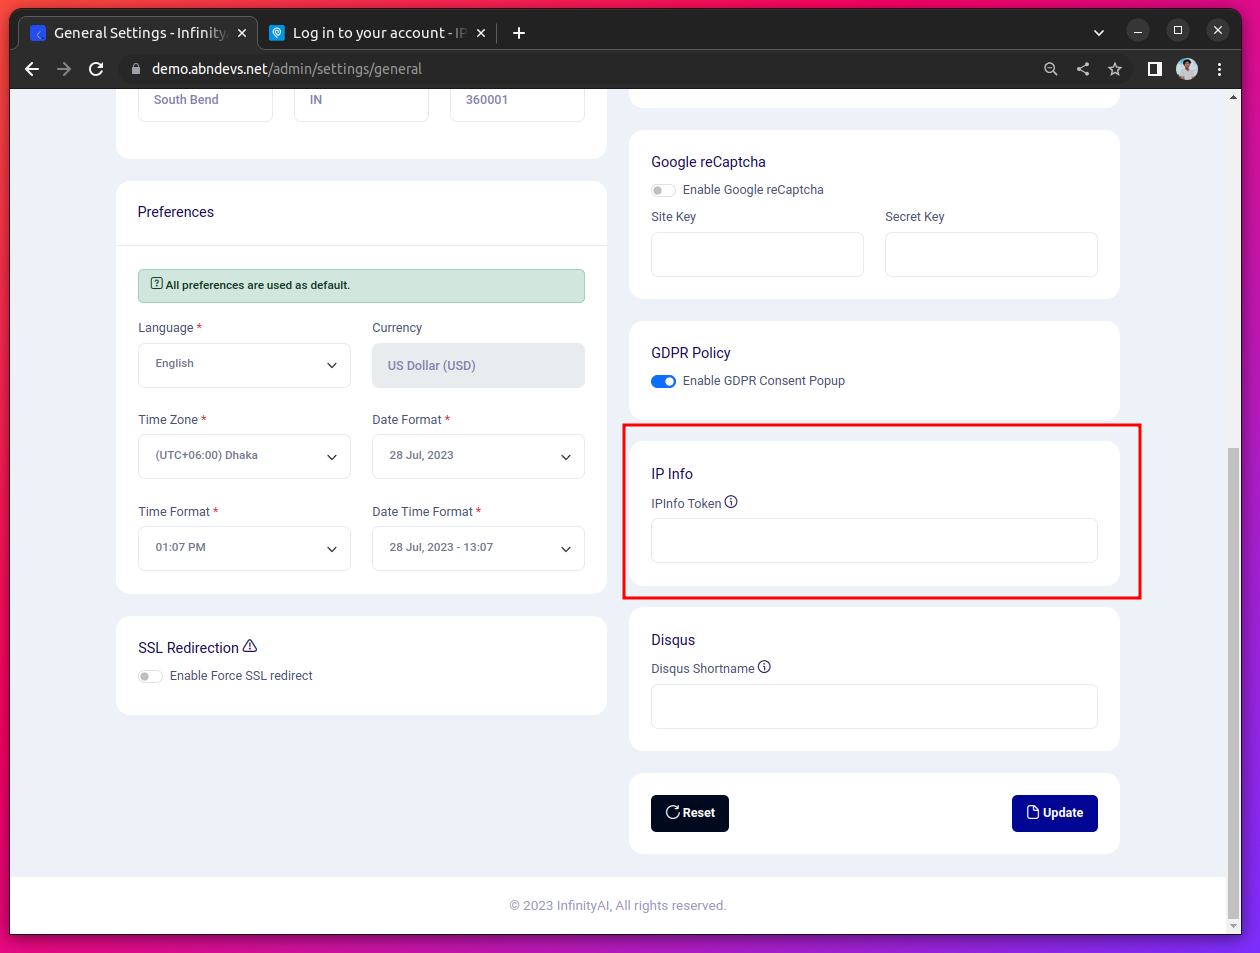 General Settings - Infinity
Log in to your account - IP
demo.abndevs.net/admin/settings/general
South Bend
IN
360001
Preferences
All preferences are used as default.
Language *
Currency
English
US Dollar (USD)
Time Zone *
Date Format *
(UTC+06:00) Dhaka
28 Jul, 2023
Time Format *
Date Time Format *
01:07 PM
28 Jul, 2023 - 13:07
SSL Redirection
Enable Force SSL redirect
Google reCaptcha
Enable Google reCaptcha
Site Key
Secret Key
GDPR Policy
Enable GDPR Consent Popup
IP Info
IPInfo Token
Disqus
Disqus Shortname
Reset
Update
© 2023 InfinityAI, All rights reserved.